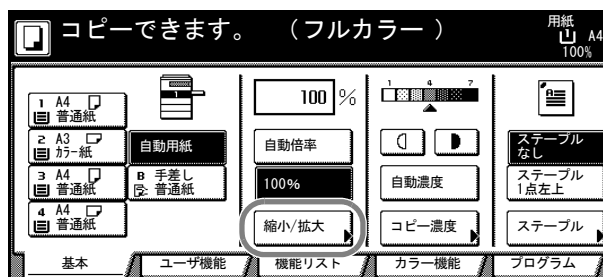 コピーできます。 （フルカラー ） 用紙
1 A4
100%
1 A4
普通紙
2 A3
カラー紙
3 A4
普通紙
4 A4
普通紙
自動用紙
B 手差し
普通紙
100 %
自動倍率
100%
縮小/拡大
1 4 7
自動濃度
コピー濃度
ステープル
なし
ステープル
1点左上
ステープル
基本 ユーザ機能 機能リスト カラー機能 プログラム